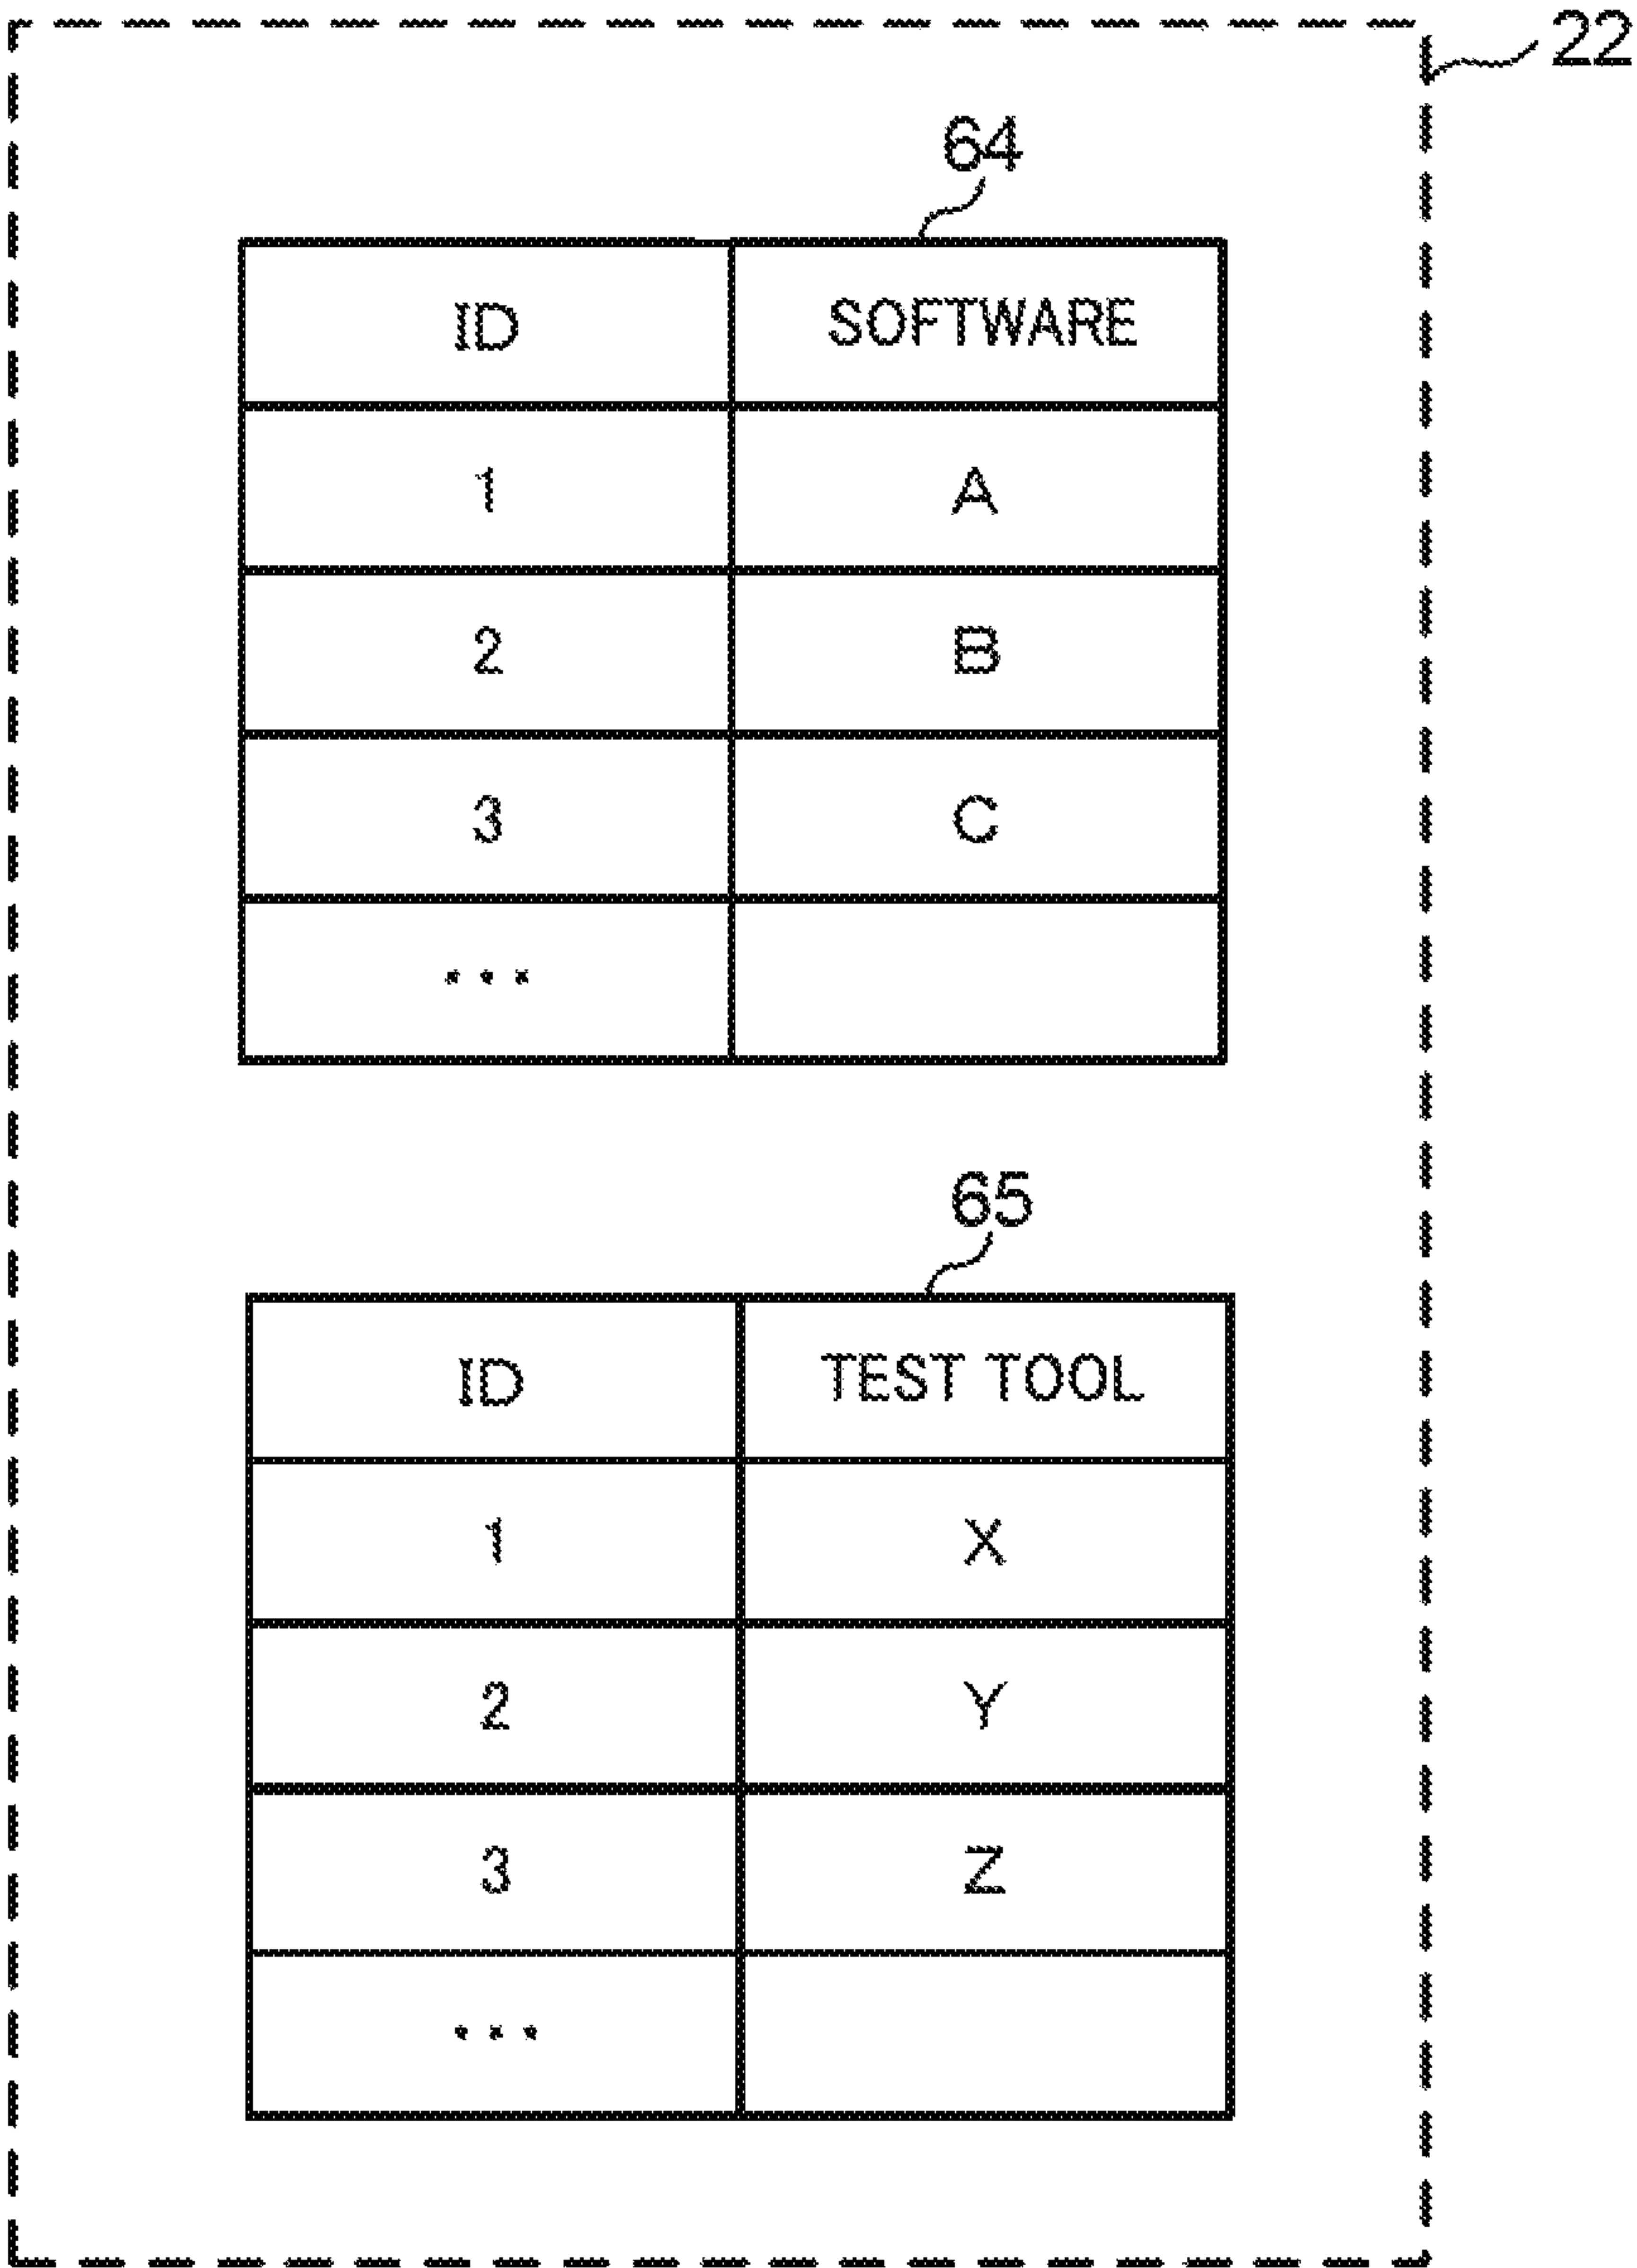 22
64
ID SOFTWARE
1 A
2 B
3 C
...
65
ID TEST TOOL
1 X
2 Y
3 Z
...